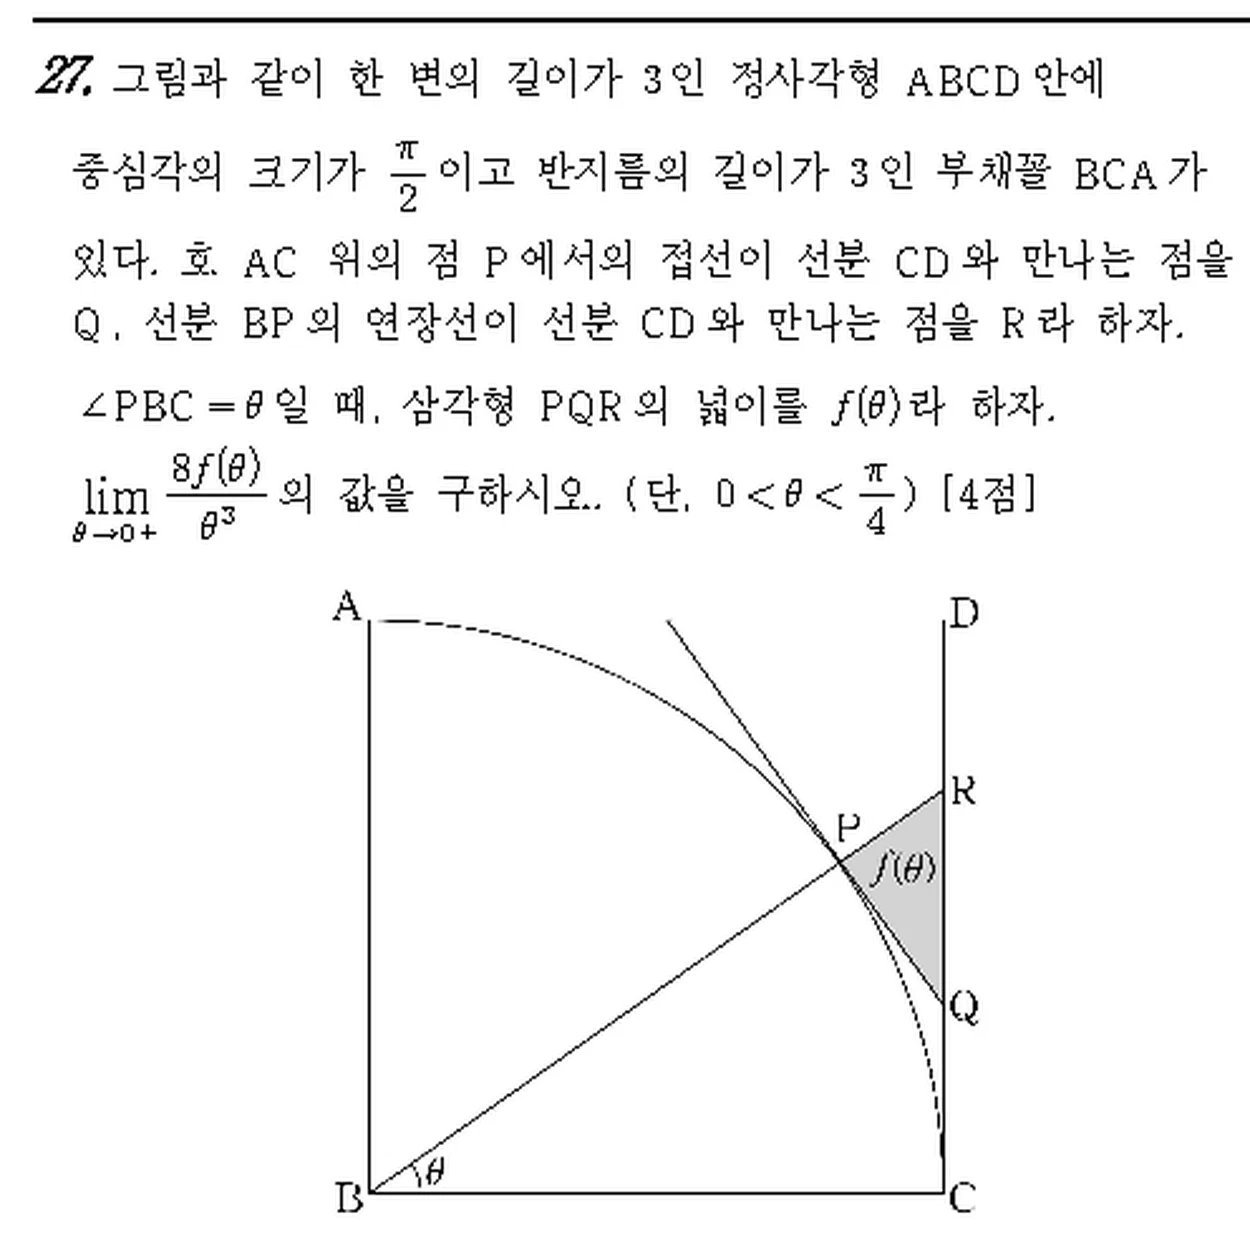 27. 그림과 같이 한 변의 길이가 3인 정사각형 ABCD 안에
중심각의 크기가 π/2 이고 반지름의 길이가 3인 부채꼴 BCA가
있다. 호 AC 위의 점 P에서의 접선이 선분 CD와 만나는 점을
Q, 선분 BP의 연장선이 선분 CD와 만나는 점을 R라 하자.
∠PBC=θ일 때, 삼각형 PQR의 넓이를 f(θ)라 하자.
lim θ→0+ 8f(θ)/θ³ 의 값을 구하시오. (단, 0<θ<π/4) [4점]
A
D
R
P
f(θ)
Q
θ
B
C